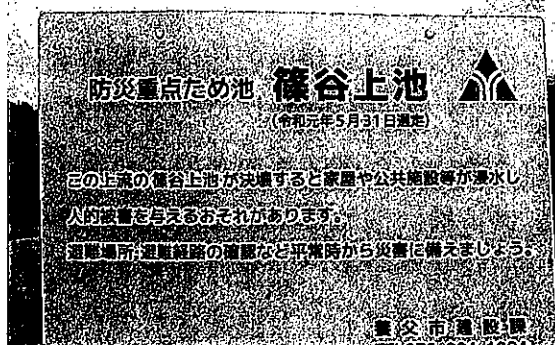 防災重点ため池 篠谷上池
(令和元年5月31日選定)
この上流の篠谷上池が決壊すると家屋や公共施設等が浸水し
人的被害を与えるおそれがあります。
避難場所・避難経路の確認など平常時から災害に備えましょう。
養父市建設課